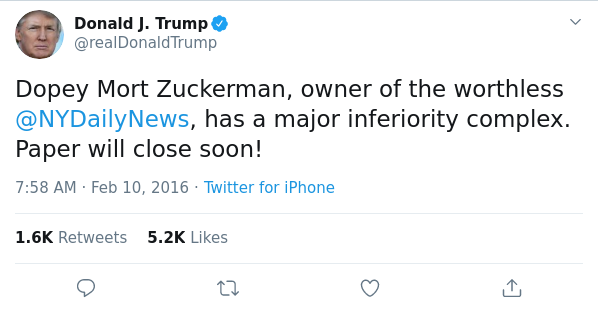 Donald J. Trump
@realDonaldTrump
Dopey Mort Zuckerman, owner of the worthless
@NYDailyNews, has a major inferiority complex.
Paper will close soon!
7:58 AM · Feb 10, 2016 · Twitter for iPhone
1.6K Retweets 5.2K Likes